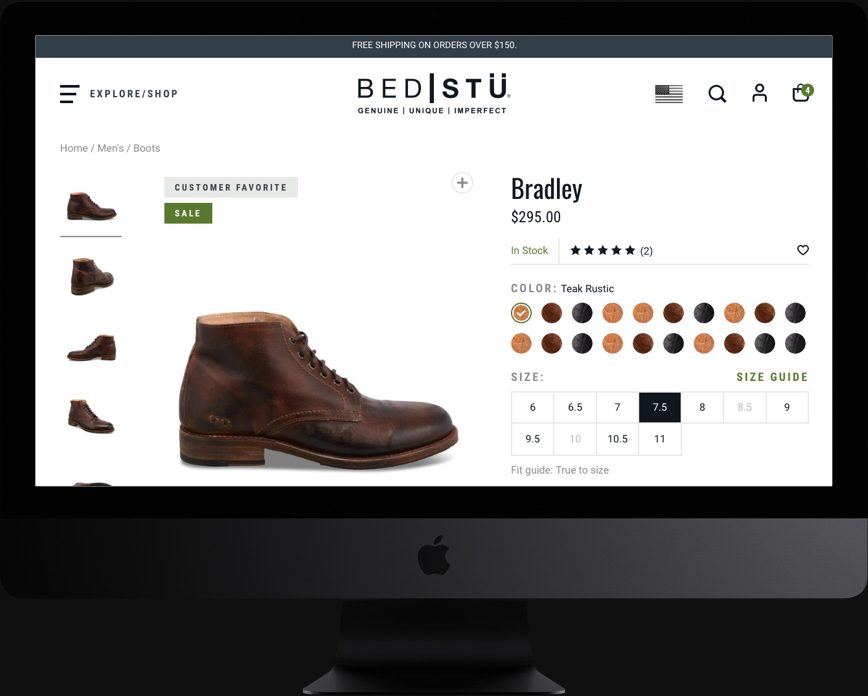 FREE SHIPPING ON ORDERS OVER $150.
EXPLORE/SHOP
BED|STÜ
GENUINE | UNIQUE | IMPERFECT
4
Home / Men's / Boots
CUSTOMER FAVORITE
SALE
Bradley
$295.00
In Stock
(2)
COLOR: Teak Rustic
SIZE: SIZE GUIDE
6 6.5 7 7.5 8 8.5 9
9.5 10 10.5 11
Fit guide: True to size